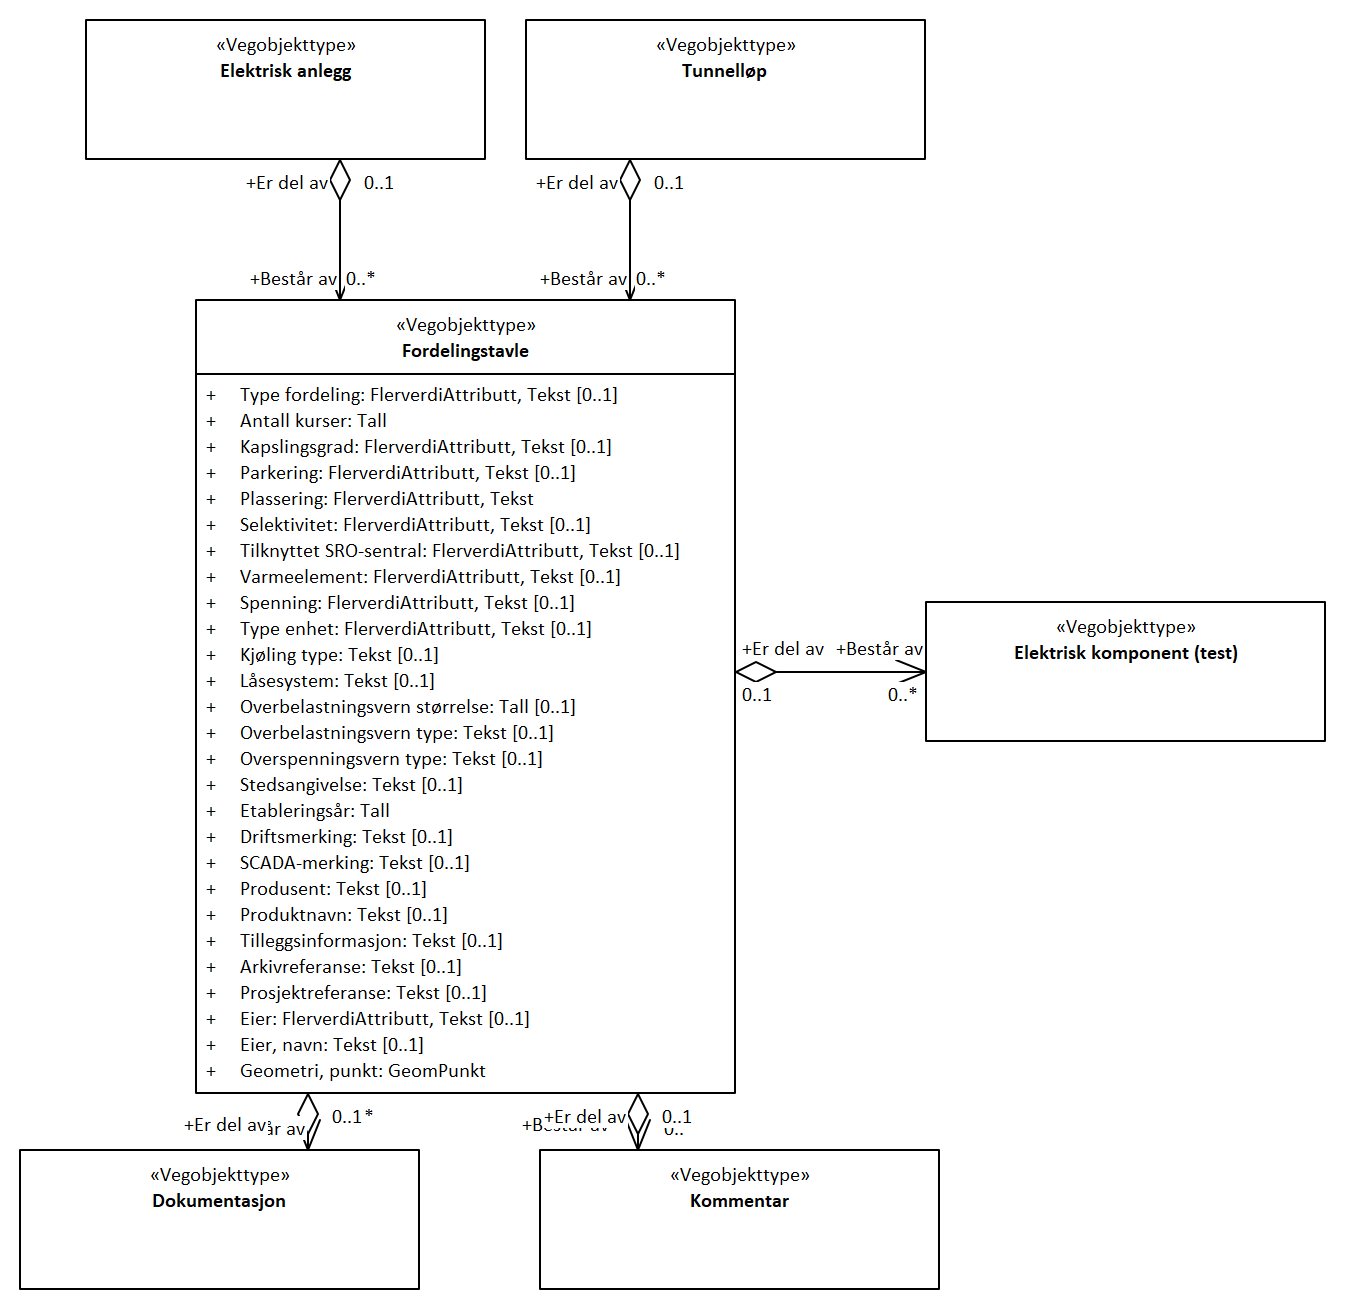 «Vegobjekttype»
Elektrisk anlegg
«Vegobjekttype»
Tunnelløp
+Er del av 0..1
+Er del av 0..1
+Består av 0..*
+Består av 0..*
«Vegobjekttype»
Fordelingstavle
+ Type fordeling: FlerverdiAttributt, Tekst [0..1]
+ Antall kurser: Tall
+ Kapslingsgrad: FlerverdiAttributt, Tekst [0..1]
+ Parkering: FlerverdiAttributt, Tekst [0..1]
+ Plassering: FlerverdiAttributt, Tekst
+ Selektivitet: FlerverdiAttributt, Tekst [0..1]
+ Tilknyttet SRO-sentral: FlerverdiAttributt, Tekst [0..1]
+ Varmeelement: FlerverdiAttributt, Tekst [0..1]
+ Spenning: FlerverdiAttributt, Tekst [0..1]
+ Type enhet: FlerverdiAttributt, Tekst [0..1]
+ Kjøling type: Tekst [0..1]
+ Låsesystem: Tekst [0..1]
+ Overbelastningsvern størrelse: Tall [0..1]
+ Overbelastningsvern type: Tekst [0..1]
+ Overspenningsvern type: Tekst [0..1]
+ Stedsangivelse: Tekst [0..1]
+ Etableringsår: Tall
+ Driftsmerking: Tekst [0..1]
+ SCADA-merking: Tekst [0..1]
+ Produsent: Tekst [0..1]
+ Produktnavn: Tekst [0..1]
+ Tilleggsinformasjon: Tekst [0..1]
+ Arkivreferanse: Tekst [0..1]
+ Prosjektreferanse: Tekst [0..1]
+ Eier: FlerverdiAttributt, Tekst [0..1]
+ Eier, navn: Tekst [0..1]
+ Geometri, punkt: GeomPunkt
+Er del av +Består av
0..1 0..*
«Vegobjekttype»
Elektrisk komponent (test)
+Er del av 0..1 *
av
+Er del av 0..1
«Vegobjekttype»
Dokumentasjon
«Vegobjekttype»
Kommentar